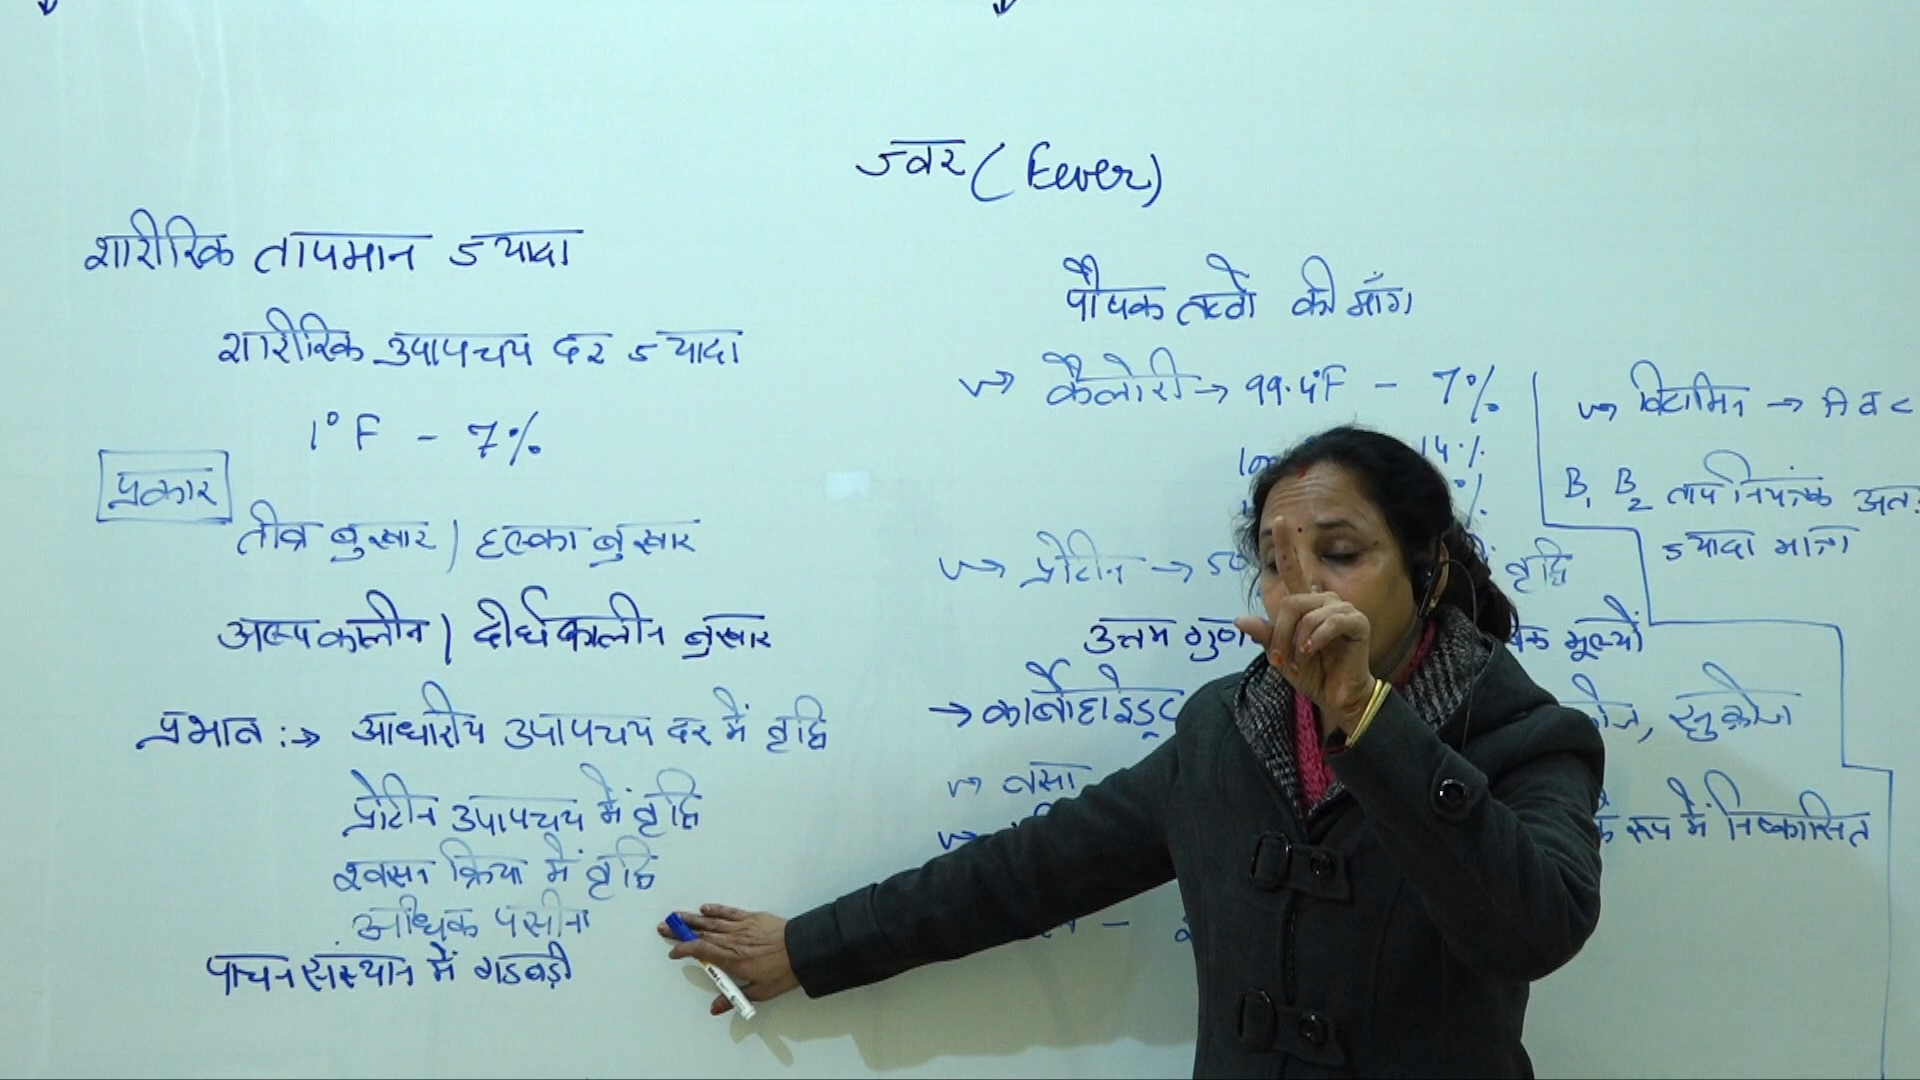 ज्वर (Fever)
शारीरिक तापमान ज्यादा
शारीरिक उपापचय दर ज्यादा
1°F - 7%
प्रकार
तीव्र बुखार / हल्का बुखार
अल्पकालीन / दीर्घकालीन बुखार
प्रभाव :→ आधारीय उपापचय दर में वृद्धि
प्रोटीन उपापचय में वृद्धि
श्वसन क्रिया में वृद्धि
अधिक पसीना
पाचन संस्थान में गडबड़ी
पौषक तत्वों की माँग
कैलोरी → 99.4°F - 7%
14%
%
प्रोटीन → वृद्धि
उत्तम गुण मूल्यों
→ कार्बोहाइड्रेट सुक्रोज
वसा
के रूप में निष्कासित
विटामिन → A B C
B1 B2 ताप नियंत्रक अतः
ज्यादा मात्रा